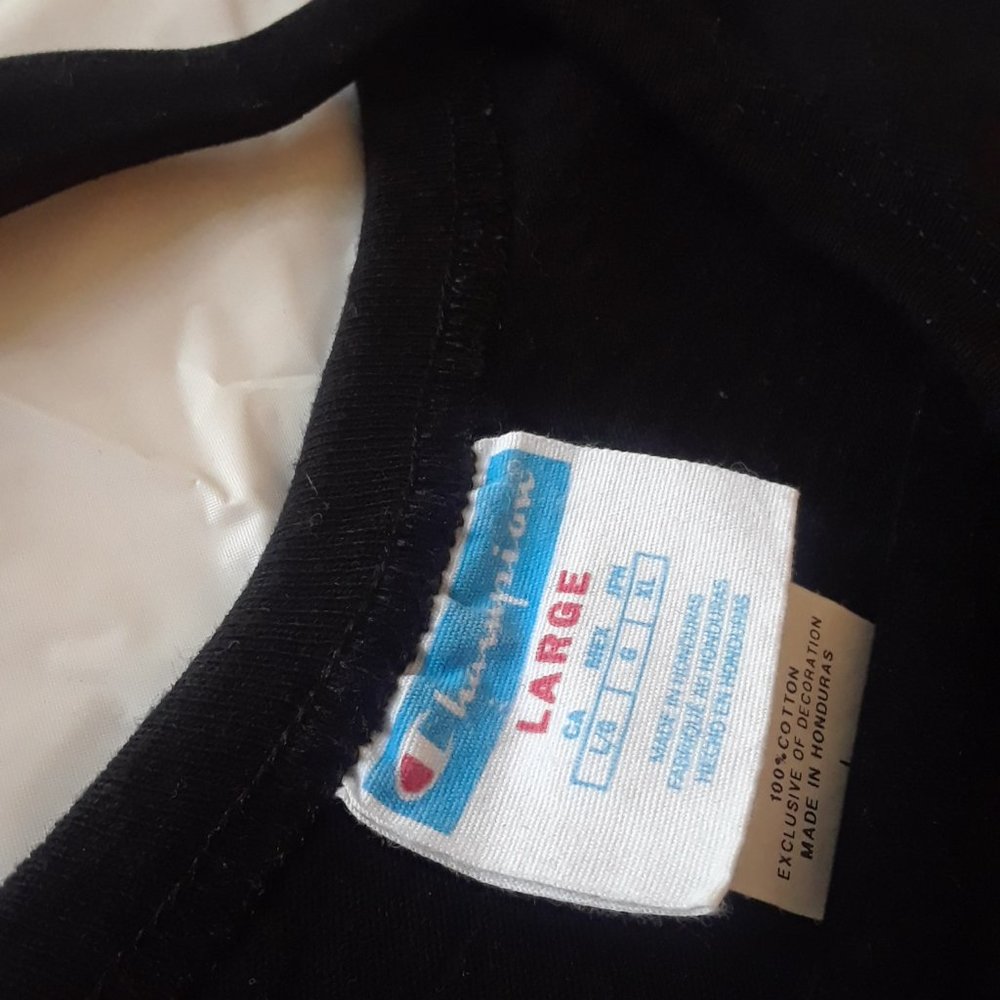 Champion
LARGE
CA MEX JPN
L/G G XL
MADE IN HONDURAS
FABRIQUÉ AU HONDURAS
HECHO EN HONDURAS
100% COTTON
EXCLUSIVE OF DECORATION
MADE IN HONDURAS